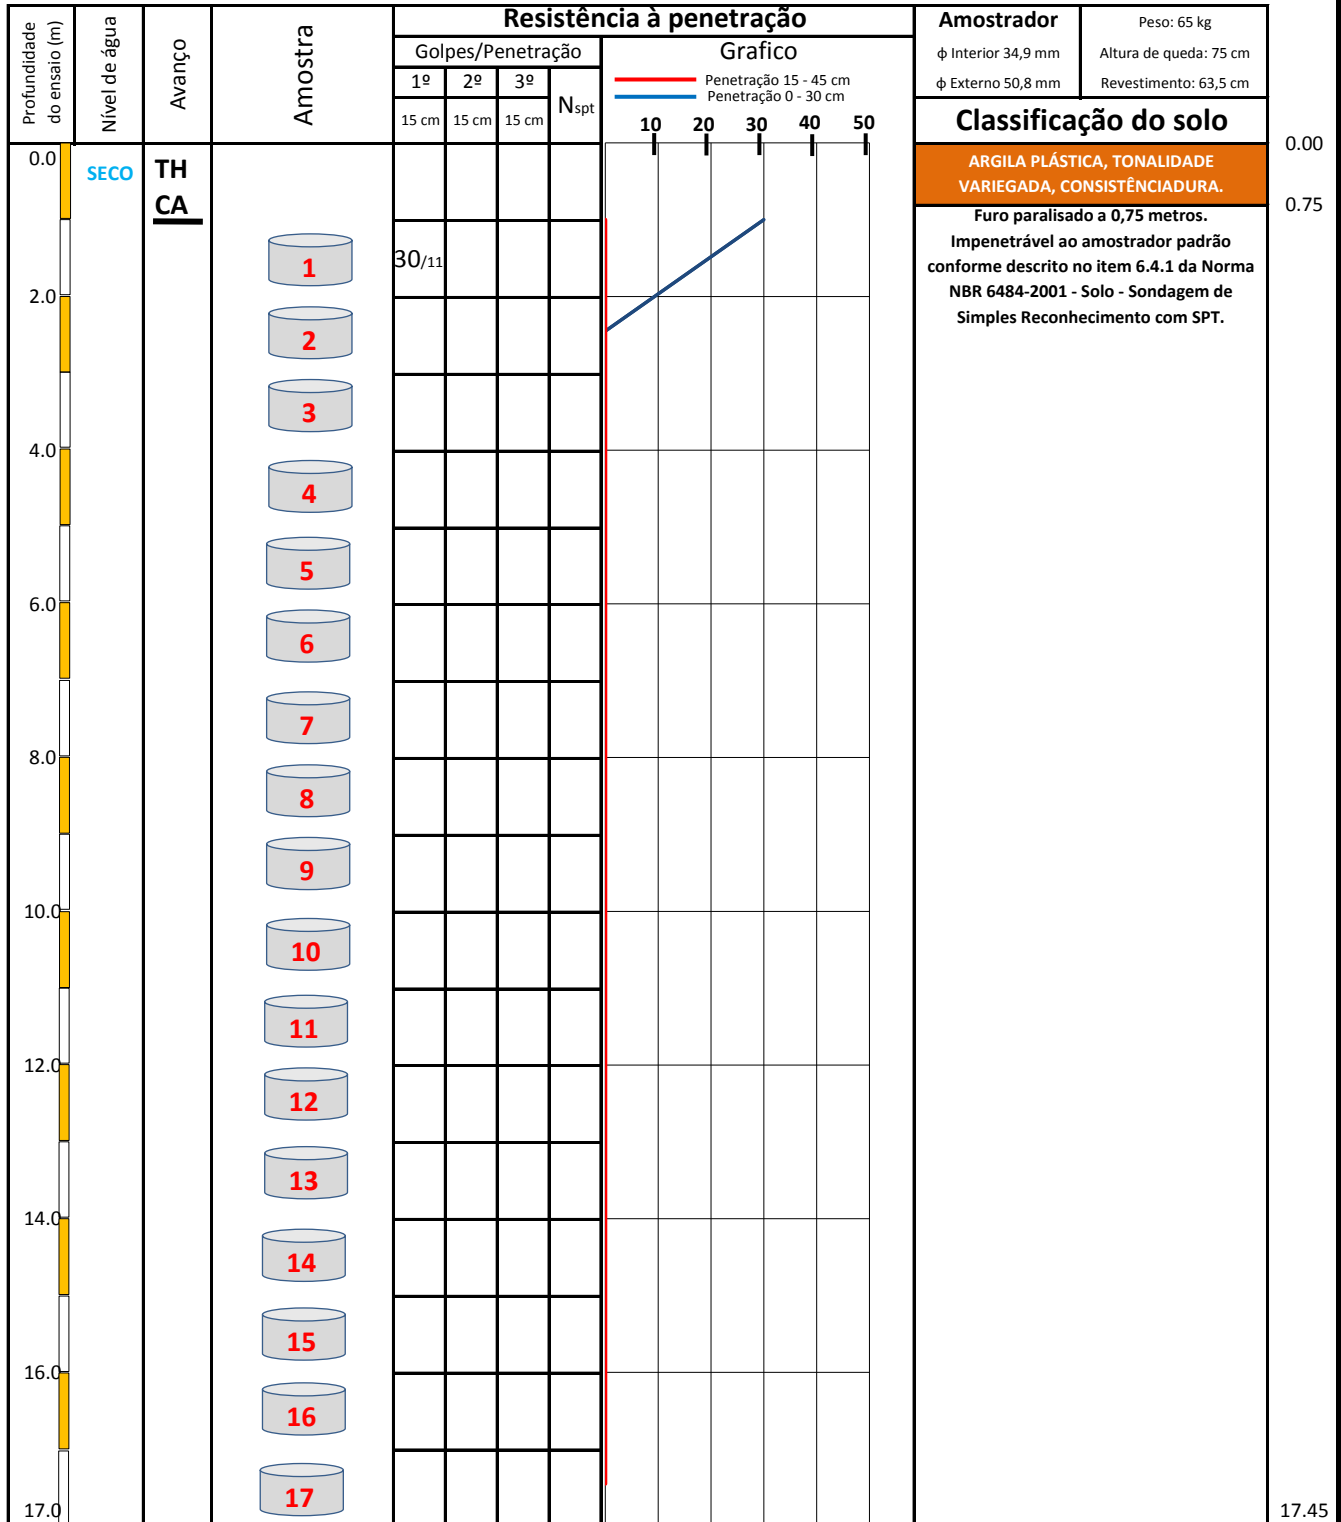 Profundidade
do ensaio (m)
Nível de água
Avanço
Amostra
Resistência à penetração
Golpes/Penetração
1º 2º 3º
15 cm 15 cm 15 cm
Nspt
Grafico
Penetração 15 - 45 cm
Penetração 0 - 30 cm
10 20 30 40 50
Amostrador
ф Interior 34,9 mm
ф Externo 50,8 mm
Peso: 65 kg
Altura de queda: 75 cm
Revestimento: 63,5 cm
Classificação do solo
0.0
SECO
TH
CA
ARGILA PLÁSTICA, TONALIDADE
VARIEGADA, CONSISTÊNCIADURA.
0.00
0.75
Furo paralisado a 0,75 metros.
Impenetrável ao amostrador padrão
conforme descrito no item 6.4.1 da Norma
NBR 6484-2001 - Solo - Sondagem de
Simples Reconhecimento com SPT.
1
30/11
2.0
2
3
4.0
4
5
6.0
6
7
8.0
8
9
10.0
10
11
12.0
12
13
14.0
14
15
16.0
16
17
17.0
17.45